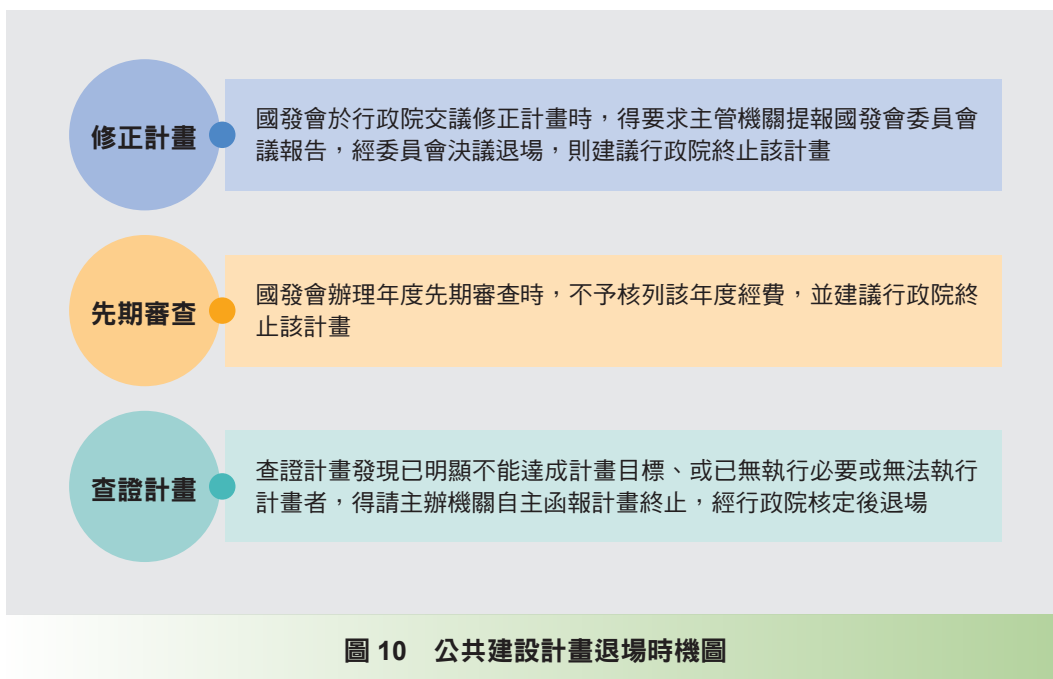 修正計畫
國發會於行政院交議修正計畫時，得要求主管機關提報國發會委員會
議報告，經委員會決議退場，則建議行政院終止該計畫
先期審查
國發會辦理年度先期審查時，不予核列該年度經費，並建議行政院終
止該計畫
查證計畫
查證計畫發現已明顯不能達成計畫目標、或已無執行必要或無法執行
計畫者，得請主辦機關自主函報計畫終止，經行政院核定後退場
圖 10　公共建設計畫退場時機圖